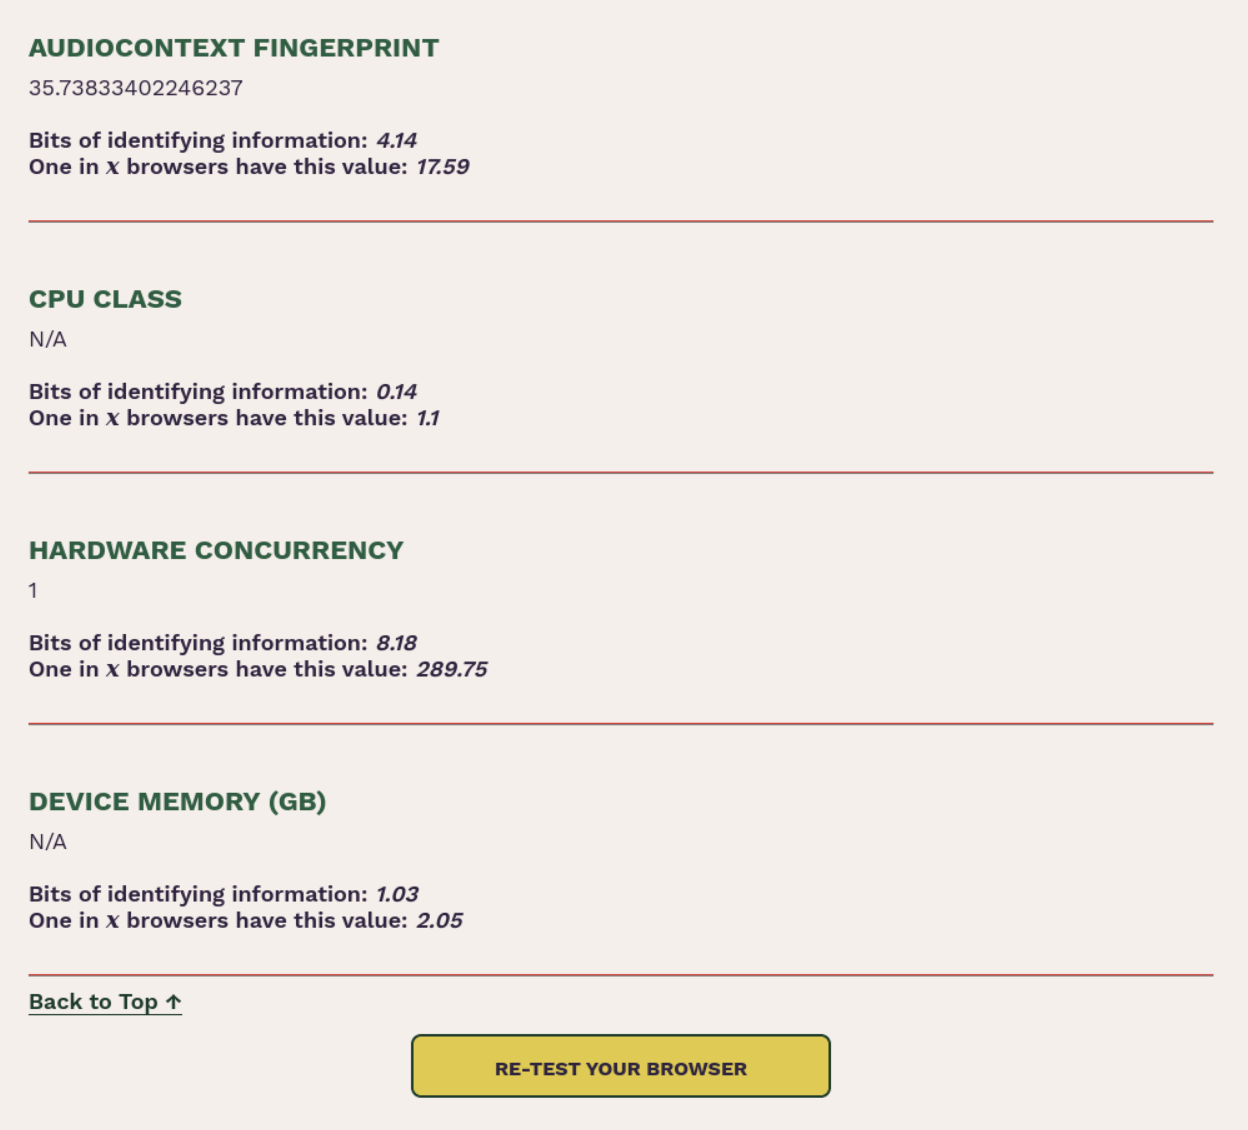 AUDIOCONTEXT FINGERPRINT
35.73833402246237
Bits of identifying information: 4.14
One in x browsers have this value: 17.59
CPU CLASS
N/A
Bits of identifying information: 0.14
One in x browsers have this value: 1.1
HARDWARE CONCURRENCY
1
Bits of identifying information: 8.18
One in x browsers have this value: 289.75
DEVICE MEMORY (GB)
N/A
Bits of identifying information: 1.03
One in x browsers have this value: 2.05
Back to Top ↑
RE-TEST YOUR BROWSER